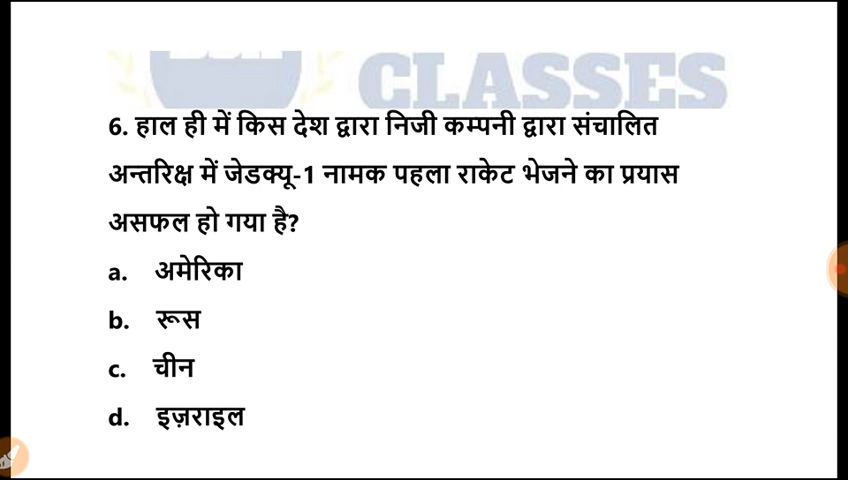 CLASSES
6. हाल ही में किस देश द्वारा निजी कम्पनी द्वारा संचालित
अन्तरिक्ष में जेडक्यू-1 नामक पहला राकेट भेजने का प्रयास
असफल हो गया है?
a. अमेरिका
b. रूस
c. चीन
d. इज़राइल